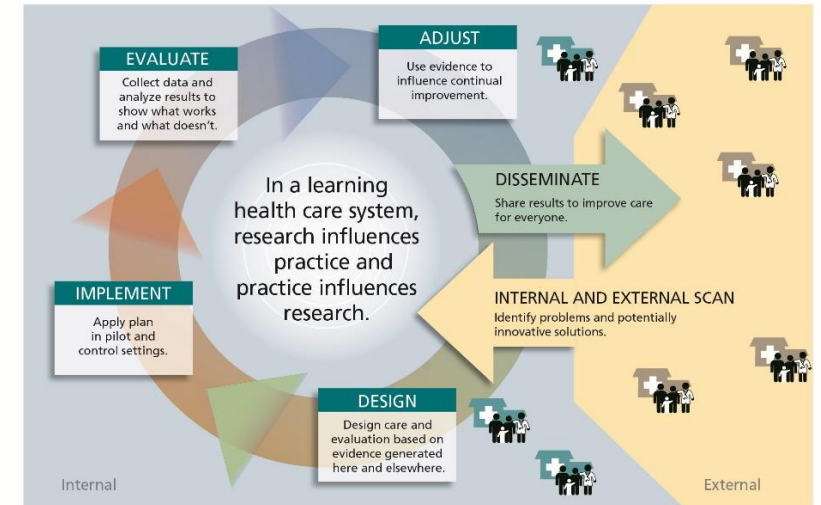 EVALUATE
Collect data and
analyze results to
show what works
and what doesn't.
ADJUST
Use evidence to
influence continual
improvement.
In a learning
health care system,
research influences
practice and
practice influences
research.
DISSEMINATE
Share results to improve care
for everyone.
INTERNAL AND EXTERNAL SCAN
Identify problems and potentially
innovative solutions.
IMPLEMENT
Apply plan
in pilot and
control settings.
DESIGN
Design care and
evaluation based on
evidence generated
here and elsewhere.
Internal
External